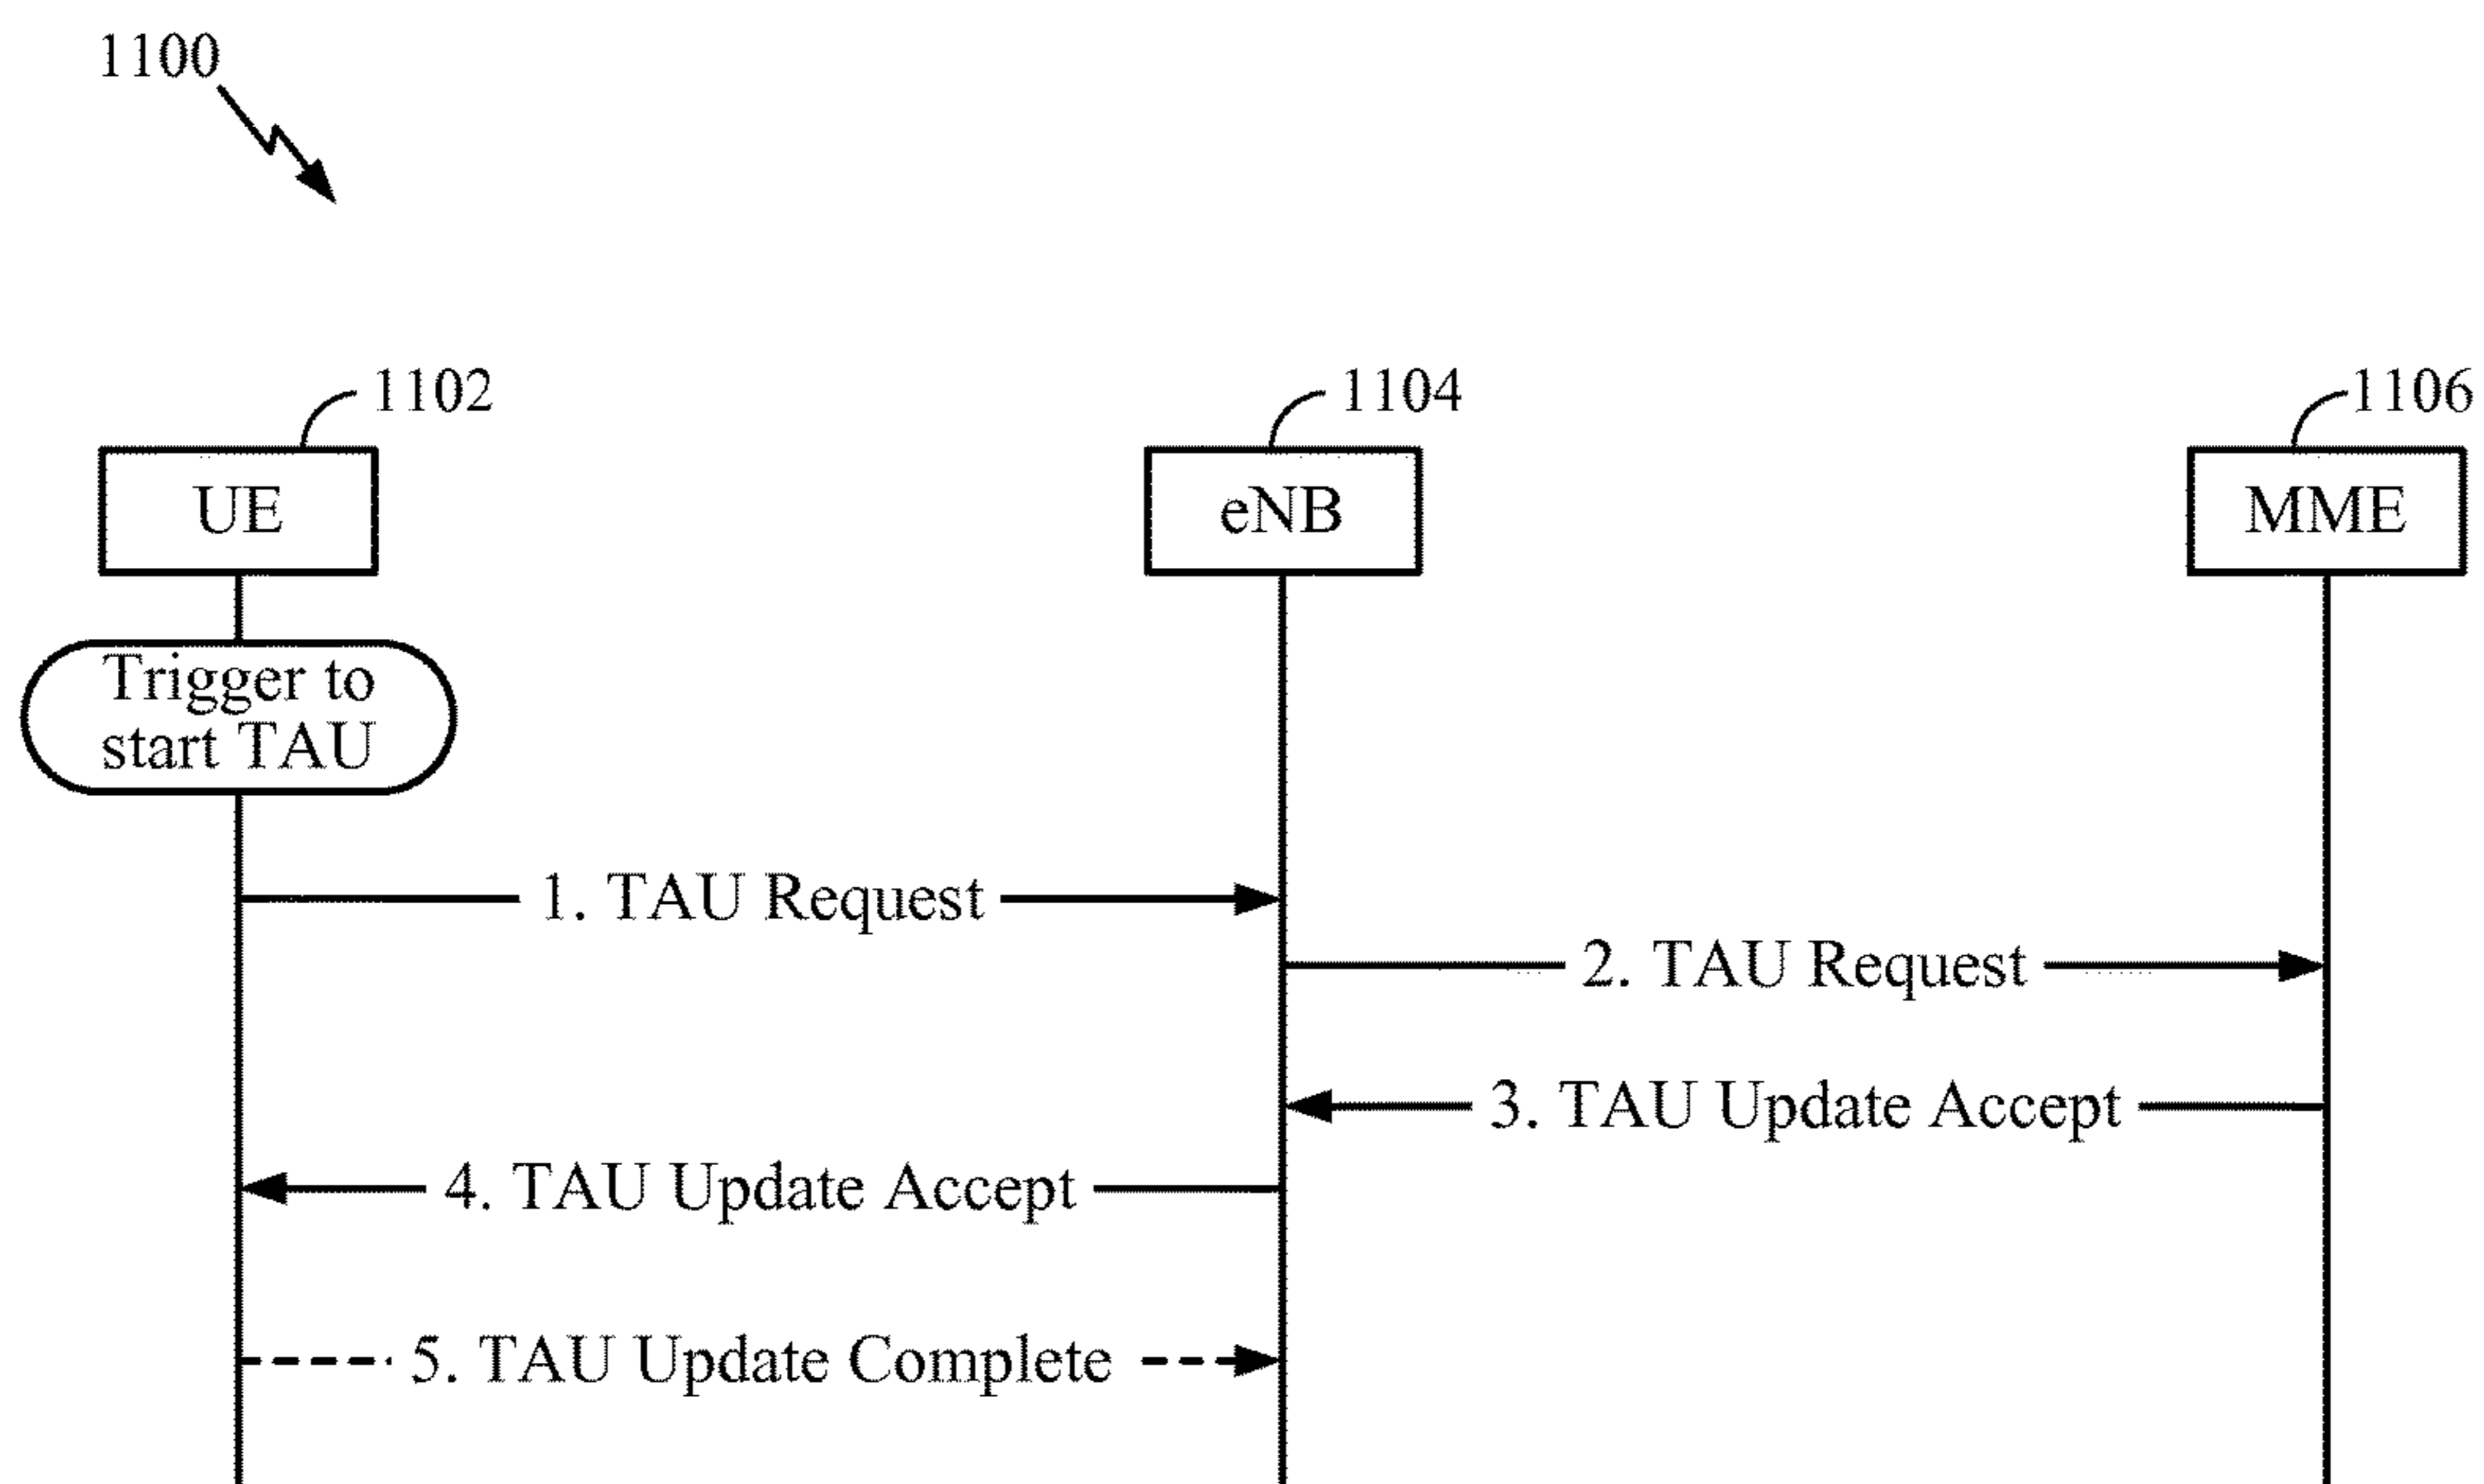 1100
1102
1104
1106
UE
eNB
MME
Trigger to
start TAU
1. TAU Request
2. TAU Request
3. TAU Update Accept
4. TAU Update Accept
5. TAU Update Complete